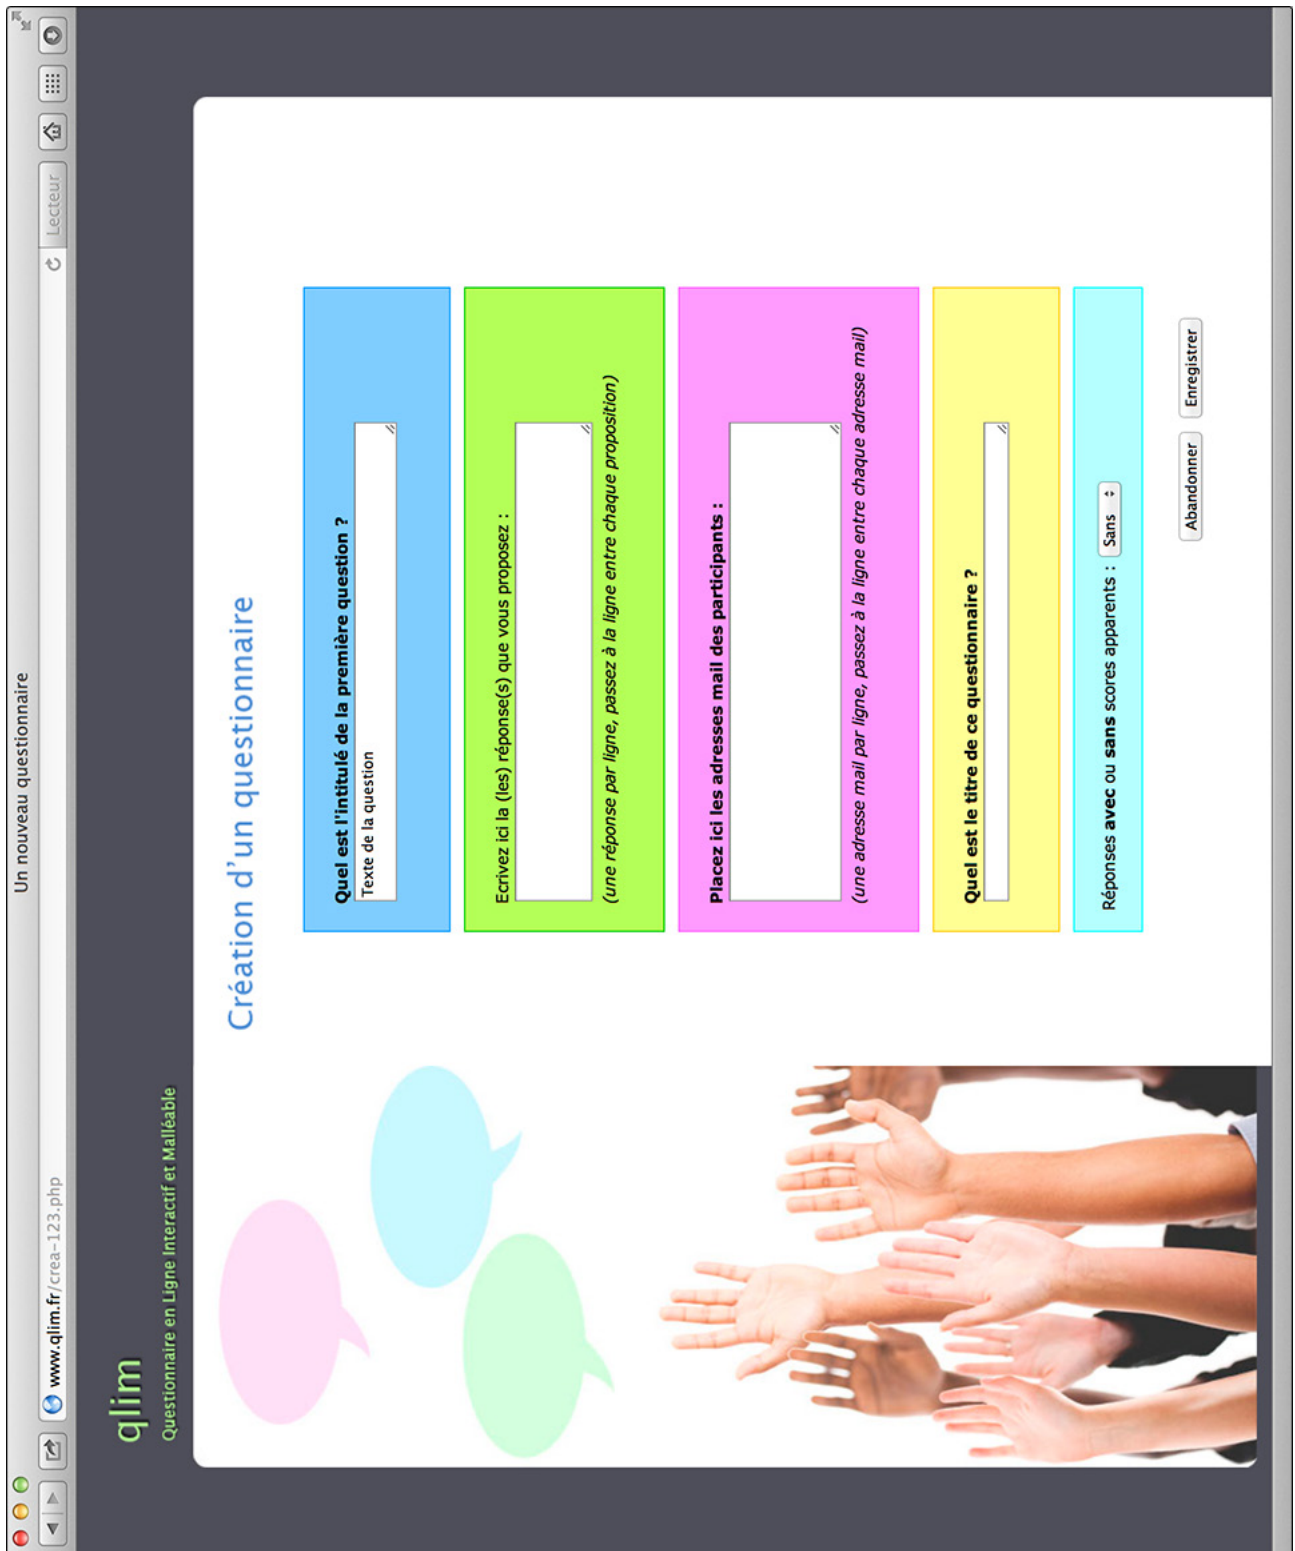 Un nouveau questionnaire
www.qlim.fr/crea-123.php
Lecteur
qlim
Questionnaire en Ligne Interactif et Malléable
Création d'un questionnaire
Quel est l'intitulé de la première question ?
Texte de la question
Ecrivez ici la (les) réponse(s) que vous proposez :
(une réponse par ligne, passez à la ligne entre chaque proposition)
Placez ici les adresses mail des participants :
(une adresse mail par ligne, passez à la ligne entre chaque adresse mail)
Quel est le titre de ce questionnaire ?
Réponses avec ou sans scores apparents : Sans
Abandonner Enregistrer